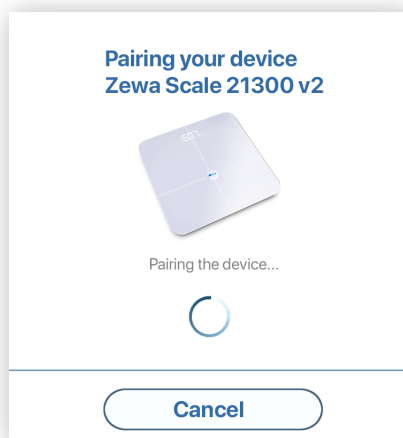 Pairing your device
Zewa Scale 21300 v2
Pairing the device...
Cancel